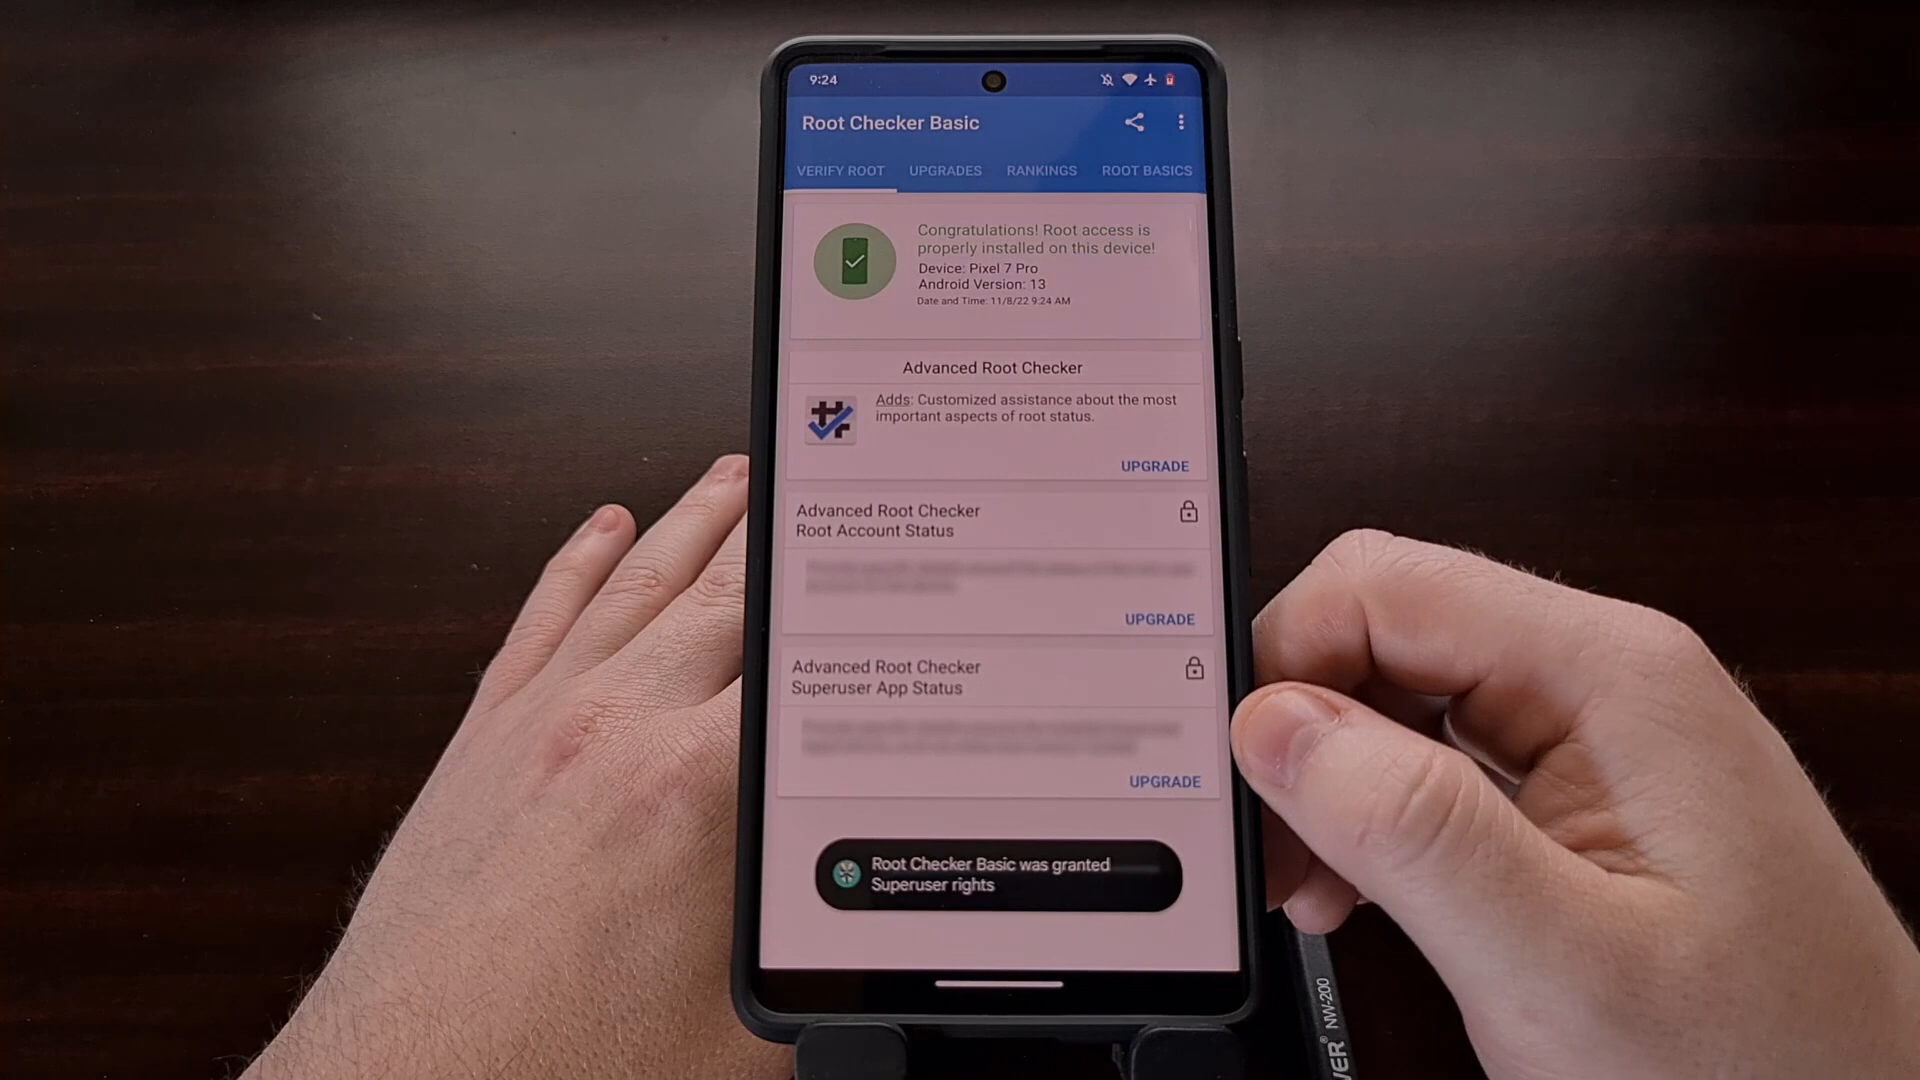 9:24
Root Checker Basic
VERIFY ROOT UPGRADES RANKINGS ROOT BASICS
Congratulations! Root access is
properly installed on this device!
Device: Pixel 7 Pro
Android Version: 13
Date and Time: 11/8/22 9:24 AM
Advanced Root Checker
Adds: Customized assistance about the most
important aspects of root status.
UPGRADE
Advanced Root Checker
Root Account Status
UPGRADE
Advanced Root Checker
Superuser App Status
UPGRADE
Root Checker Basic was granted
Superuser rights
WER® NW-200